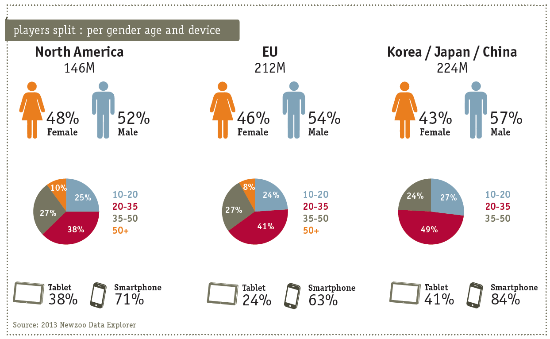 players split : per gender age and device
North America
146M
48%
Female
52%
Male
10%
25%
27%
38%
10-20
20-35
35-50
50+
Tablet
38%
Smartphone
71%
EU
212M
46%
Female
54%
Male
8%
24%
27%
41%
10-20
20-35
35-50
50+
Tablet
24%
Smartphone
63%
Korea / Japan / China
224M
43%
Female
57%
Male
24%
27%
49%
10-20
20-35
35-50
Tablet
41%
Smartphone
84%
Source: 2013 Newzoo Data Explorer